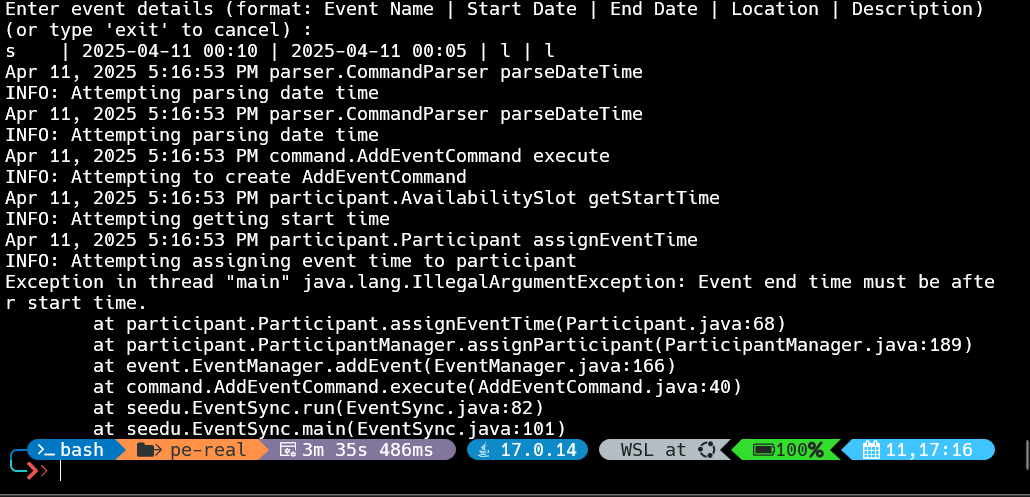 Enter event details (format: Event Name | Start Date | End Date | Location | Description)
(or type 'exit' to cancel) :
s    | 2025-04-11 00:10 | 2025-04-11 00:05 | l | l
Apr 11, 2025 5:16:53 PM parser.CommandParser parseDateTime
INFO: Attempting parsing date time
Apr 11, 2025 5:16:53 PM parser.CommandParser parseDateTime
INFO: Attempting parsing date time
Apr 11, 2025 5:16:53 PM command.AddEventCommand execute
INFO: Attempting to create AddEventCommand
Apr 11, 2025 5:16:53 PM participant.AvailabilitySlot getStartTime
INFO: Attempting getting start time
Apr 11, 2025 5:16:53 PM participant.Participant assignEventTime
INFO: Attempting assigning event time to participant
Exception in thread "main" java.lang.IllegalArgumentException: Event end time must be afte
r start time.
        at participant.Participant.assignEventTime(Participant.java:68)
        at participant.ParticipantManager.assignParticipant(ParticipantManager.java:189)
        at event.EventManager.addEvent(EventManager.java:166)
        at command.AddEventCommand.execute(AddEventCommand.java:40)
        at seedu.EventSync.run(EventSync.java:82)
        at seedu.EventSync.main(EventSync.java:101)
bash pe-real 3m 35s 486ms 17.0.14 WSL at 100% 11,17:16